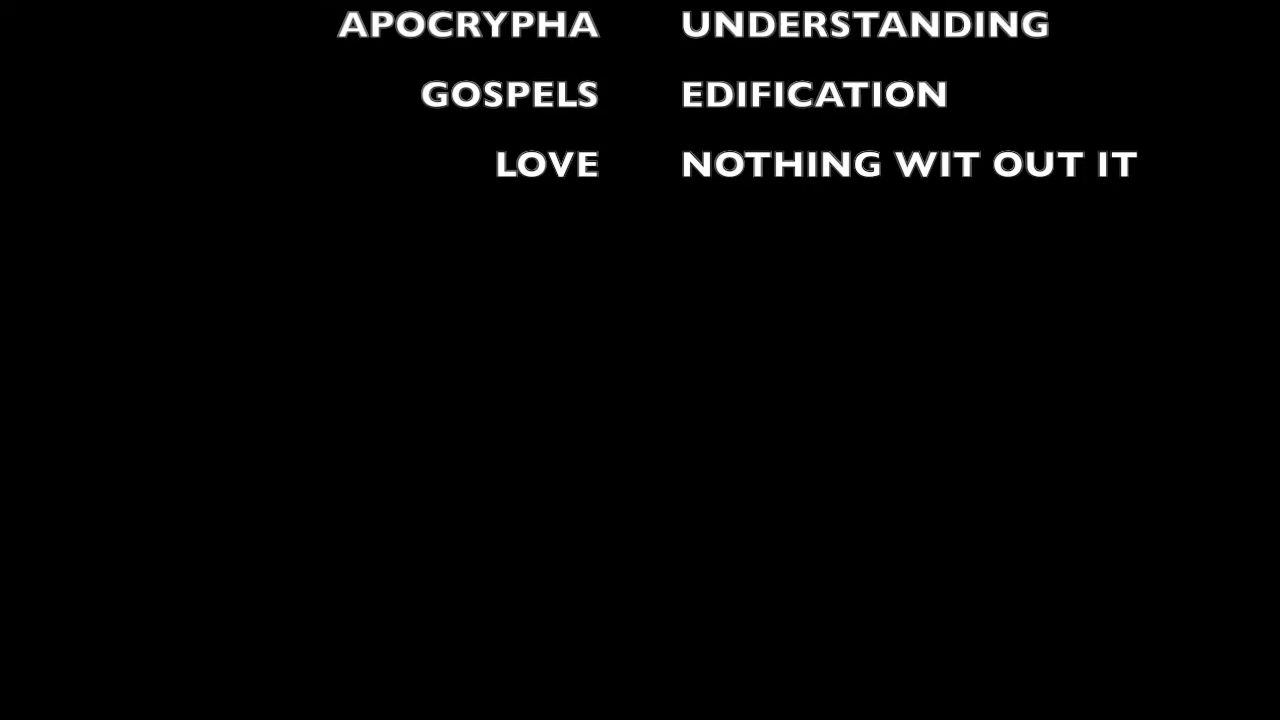 APOCRYPHA UNDERSTANDING
GOSPELS EDIFICATION
LOVE NOTHING WIT OUT IT